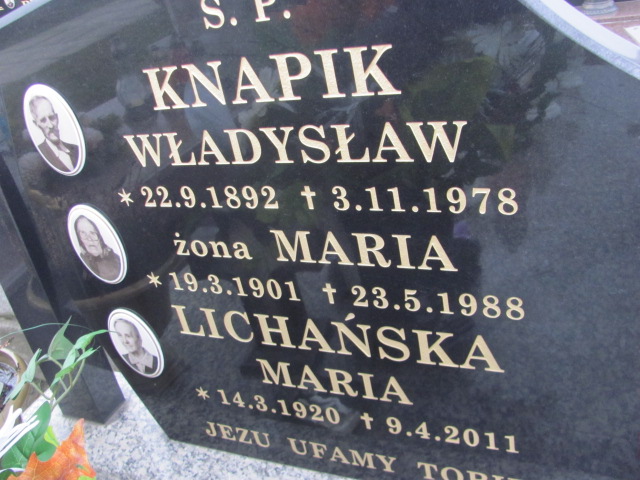 Ś. P.
KNAPIK
WŁADYSŁAW
* 22.9.1892 † 3.11.1978
żona MARIA
* 19.3.1901 † 23.5.1988
LICHAŃSKA
MARIA
* 14.3.1920 † 9.4.2011
JEZU UFAMY